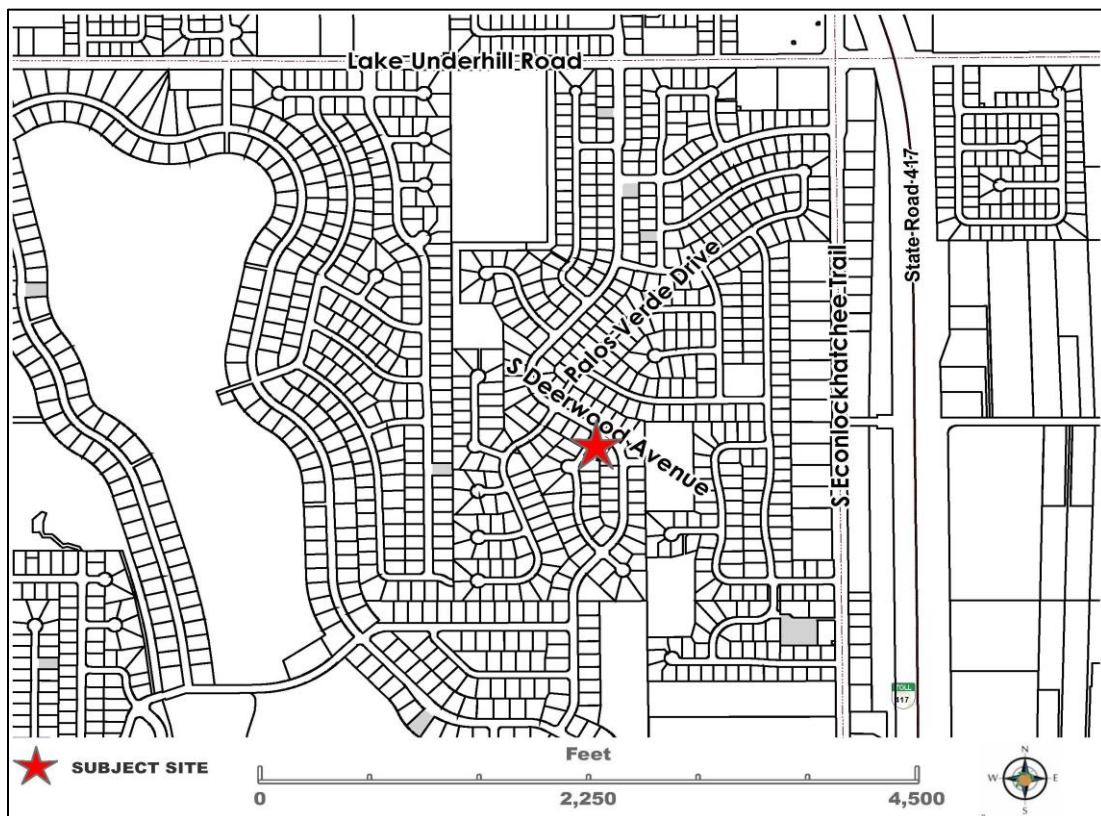 Lake Underhill Road
State Road 417
Palos Verde Drive
S Econlockhatchee Trail
S Deerwood Avenue
TOLL
417
SUBJECT SITE
Feet
0
2,250
4,500
N
W
E
S